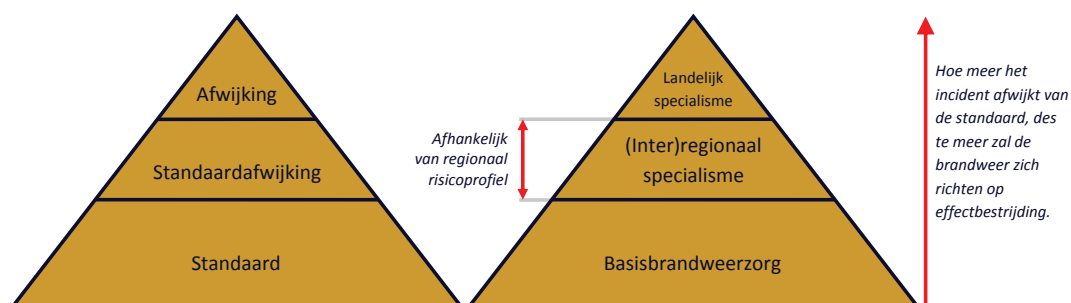 Afwijking
Standaardafwijking
Standaard
Afhankelijk
van regionaal
risicoprofiel
Landelijk
specialisme
(Inter)regionaal
specialisme
Basisbrandweerzorg
Hoe meer het
incident afwijkt van
de standaard, des
te meer zal de
brandweer zich
richten op
effectbestrijding.